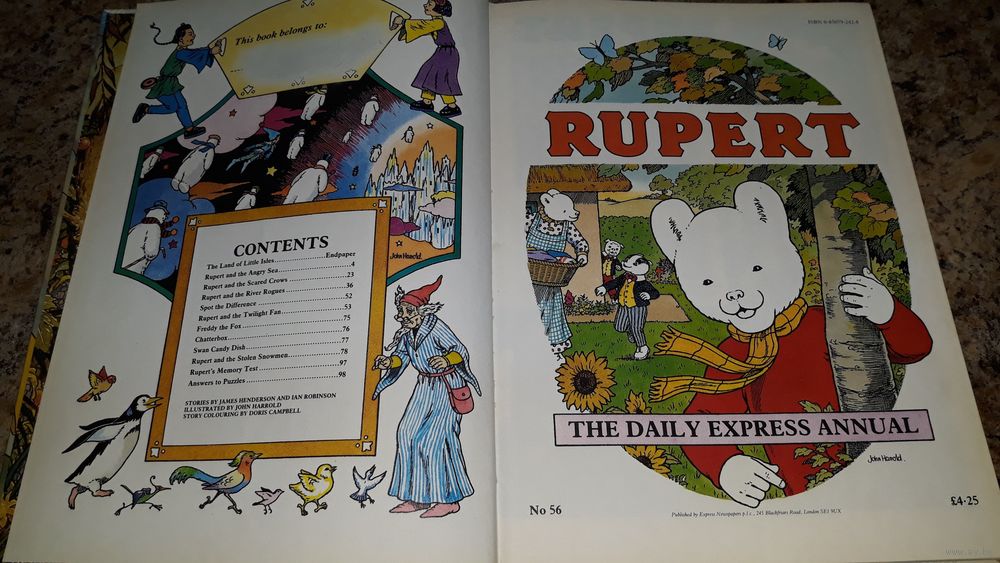 This book belongs to:
CONTENTS
The Land of Little Isles....................Endpaper
Rupert and the Angry Sea....................4
Rupert and the Scared Crows....................23
Rupert and the River Rogues....................36
Spot the Difference....................52
Rupert and the Twilight Fan....................53
Freddy the Fox....................75
Chatterbox....................76
Swan Candy Dish....................77
Rupert and the Stolen Snowmen....................78
Rupert's Memory Test....................97
Answers to Puzzles....................98
STORIES BY JAMES HENDERSON AND IAN ROBINSON
ILLUSTRATED BY JOHN HARROLD
STORY COLOURING BY DORIS CAMPBELL
John Harrold.
RUPERT
THE DAILY EXPRESS ANNUAL
John Harrold.
No 56
Published by Express Newspapers p.l.c., 245 Blackfriars Road, London SE1 9UX
£4·25